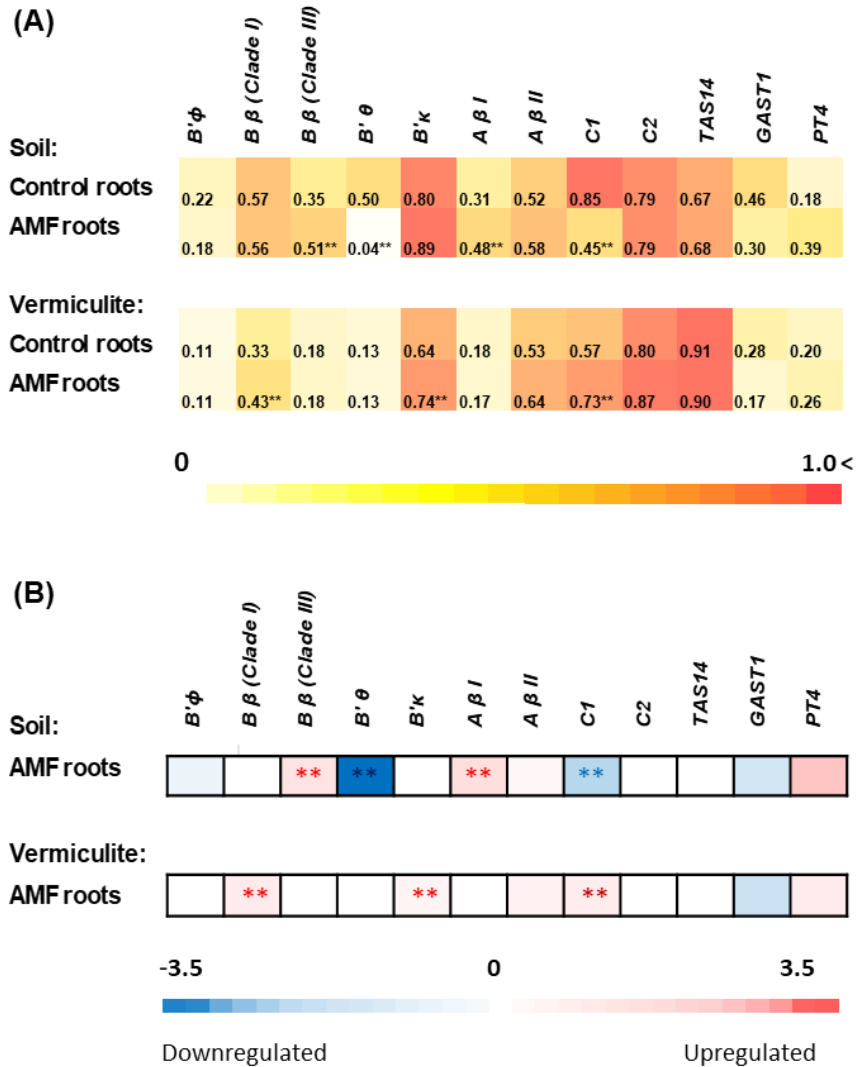 (A)
B'ϕ B β (Clade I) B β (Clade III) B' θ B'κ A β I A β II C1 C2 TAS14 GAST1 PT4
Soil:
Control roots 0.22 0.57 0.35 0.50 0.80 0.31 0.52 0.85 0.79 0.67 0.46 0.18
AMF roots 0.18 0.56 0.51** 0.04** 0.89 0.48** 0.58 0.45** 0.79 0.68 0.30 0.39
Vermiculite:
Control roots 0.11 0.33 0.18 0.13 0.64 0.18 0.53 0.57 0.80 0.91 0.28 0.20
AMF roots 0.11 0.43** 0.18 0.13 0.74** 0.17 0.64 0.73** 0.87 0.90 0.17 0.26
0 1.0 <
(B)
B'ϕ B β (Clade I) B β (Clade III) B' θ B'κ A β I A β II C1 C2 TAS14 GAST1 PT4
Soil:
AMF roots ** ** ** **
Vermiculite:
AMF roots ** ** **
-3.5 0 3.5
Downregulated Upregulated